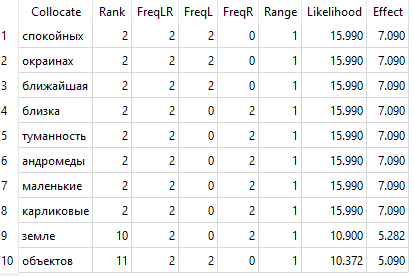 Collocate Rank FreqLR FreqL FreqR Range Likelihood Effect
1 спокойных 2 2 2 0 1 15.990 7.090
2 окраинах 2 2 2 0 1 15.990 7.090
3 ближайшая 2 2 2 0 1 15.990 7.090
4 близка 2 2 0 2 1 15.990 7.090
5 туманность 2 2 0 2 1 15.990 7.090
6 андромеды 2 2 0 2 1 15.990 7.090
7 маленькие 2 2 0 2 1 15.990 7.090
8 карликовые 2 2 0 2 1 15.990 7.090
9 земле 10 2 0 2 1 10.900 5.282
10 объектов 11 2 2 0 1 10.372 5.090